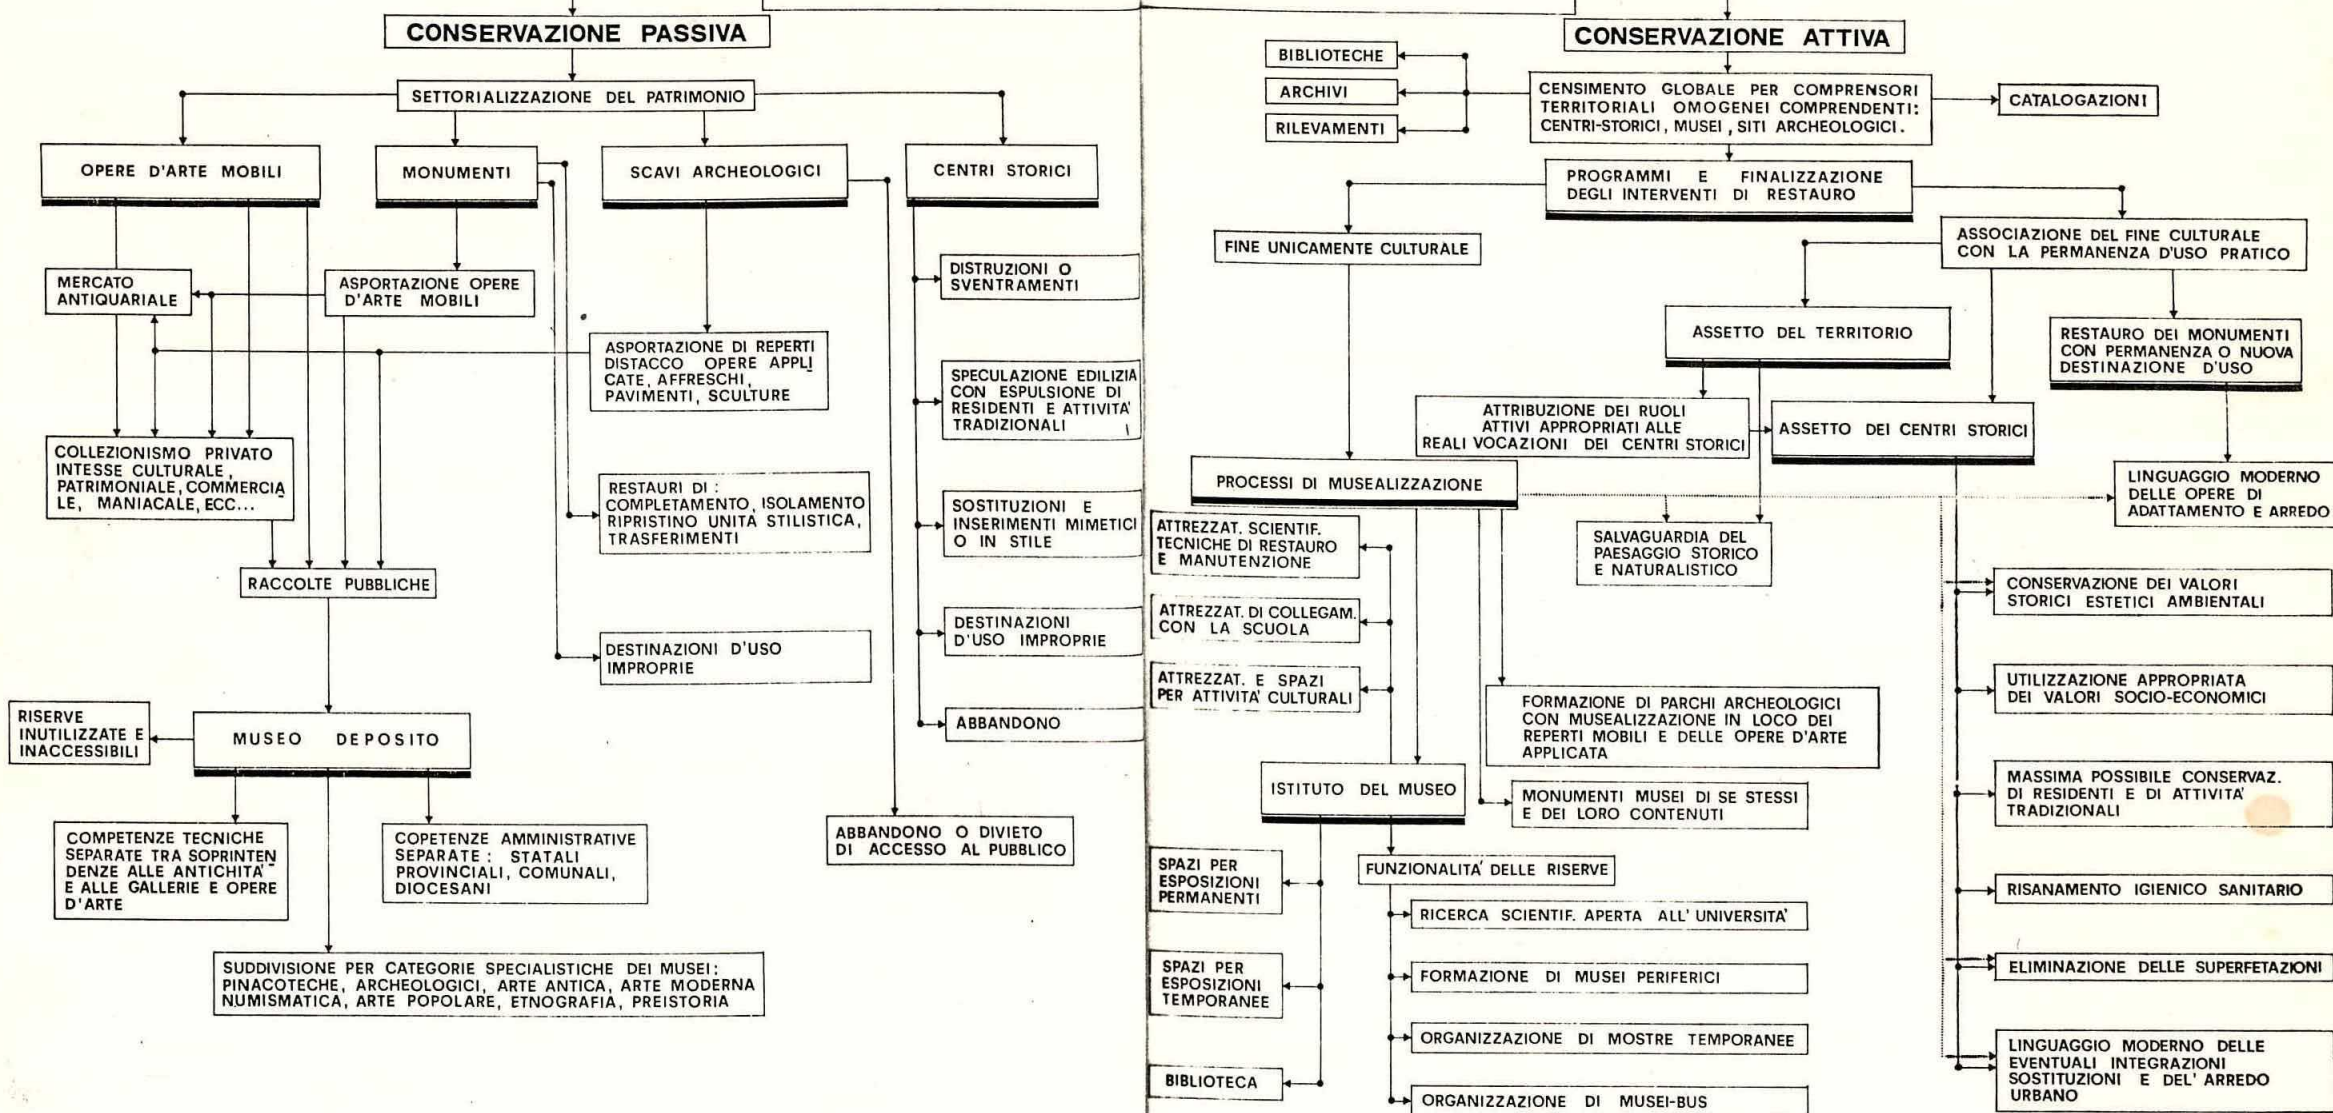 CONSERVAZIONE PASSIVA
SETTORIALIZZAZIONE DEL PATRIMONIO
OPERE D'ARTE MOBILI
MONUMENTI
SCAVI ARCHEOLOGICI
CENTRI STORICI
MERCATO
ANTIQUARIALE
ASPORTAZIONE OPERE
D'ARTE MOBILI
DISTRUZIONI O
SVENTRAMENTI
ASPORTAZIONE DI REPERTI
DISTACCO OPERE APPLI
CATE, AFFRESCHI,
PAVIMENTI, SCULTURE
SPECULAZIONE EDILIZIA
CON ESPULSIONE DI
RESIDENTI E ATTIVITA'
TRADIZIONALI
COLLEZIONISMO PRIVATO
INTESSE CULTURALE,
PATRIMONIALE, COMMERCIA
LE, MANIACALE, ECC...
RESTAURI DI :
COMPLETAMENTO, ISOLAMENTO
RIPRISTINO UNITA' STILISTICA,
TRASFERIMENTI
SOSTITUZIONI E
INSERIMENTI MIMETICI
O IN STILE
RACCOLTE PUBBLICHE
DESTINAZIONI D'USO
IMPROPRIE
DESTINAZIONI
D'USO IMPROPRIE
ABBANDONO
RISERVE
INUTILIZZATE E
INACCESSIBILI
MUSEO DEPOSITO
COMPETENZE TECNICHE
SEPARATE TRA SOPRINTEN
DENZE ALLE ANTICHITA'
E ALLE GALLERIE E OPERE
D'ARTE
COPETENZE AMMINISTRATIVE
SEPARATE : STATALI
PROVINCIALI, COMUNALI,
DIOCESANI
ABBANDONO O DIVIETO
DI ACCESSO AL PUBBLICO
SUDDIVISIONE PER CATEGORIE SPECIALISTICHE DEI MUSEI:
PINACOTECHE, ARCHEOLOGICI, ARTE ANTICA, ARTE MODERNA
NUMISMATICA, ARTE POPOLARE, ETNOGRAFIA, PREISTORIA
CONSERVAZIONE ATTIVA
BIBLIOTECHE
ARCHIVI
RILEVAMENTI
CENSIMENTO GLOBALE PER COMPRENSORI
TERRITORIALI OMOGENEI COMPRENDENTI:
CENTRI-STORICI, MUSEI, SITI ARCHEOLOGICI.
CATALOGAZIONI
PROGRAMMI E FINALIZZAZIONE
DEGLI INTERVENTI DI RESTAURO
FINE UNICAMENTE CULTURALE
ASSOCIAZIONE DEL FINE CULTURALE
CON LA PERMANENZA D'USO PRATICO
ASSETTO DEL TERRITORIO
RESTAURO DEI MONUMENTI
CON PERMANENZA O NUOVA
DESTINAZIONE D'USO
ATTRIBUZIONE DEI RUOLI
ATTIVI APPROPRIATI ALLE
REALI VOCAZIONI DEI CENTRI STORICI
ASSETTO DEI CENTRI STORICI
PROCESSI DI MUSEALIZZAZIONE
LINGUAGGIO MODERNO
DELLE OPERE DI
ADATTAMENTO E ARREDO
ATTREZZAT. SCIENTIF.
TECNICHE DI RESTAURO
E MANUTENZIONE
SALVAGUARDIA DEL
PAESAGGIO STORICO
E NATURALISTICO
ATTREZZAT. DI COLLEGAM.
CON LA SCUOLA
ATTREZZAT. E SPAZI
PER ATTIVITA' CULTURALI
CONSERVAZIONE DEI VALORI
STORICI ESTETICI AMBIENTALI
UTILIZZAZIONE APPROPRIATA
DEI VALORI SOCIO-ECONOMICI
FORMAZIONE DI PARCHI ARCHEOLOGICI
CON MUSEALIZZAZIONE IN LOCO DEI
REPERTI MOBILI E DELLE OPERE D'ARTE
APPLICATA
ISTITUTO DEL MUSEO
MONUMENTI MUSEI DI SE STESSI
E DEI LORO CONTENUTI
MASSIMA POSSIBILE CONSERVAZ.
DI RESIDENTI E DI ATTIVITA'
TRADIZIONALI
SPAZI PER
ESPOSIZIONI
PERMANENTI
FUNZIONALITA' DELLE RISERVE
RICERCA SCIENTIF. APERTA ALL' UNIVERSITA'
RISANAMENTO IGIENICO SANITARIO
SPAZI PER
ESPOSIZIONI
TEMPORANEE
FORMAZIONE DI MUSEI PERIFERICI
ELIMINAZIONE DELLE SUPERFETAZIONI
ORGANIZZAZIONE DI MOSTRE TEMPORANEE
BIBLIOTECA
ORGANIZZAZIONE DI MUSEI-BUS
LINGUAGGIO MODERNO DELLE
EVENTUALI INTEGRAZIONI
SOSTITUZIONI E DEL' ARREDO
URBANO